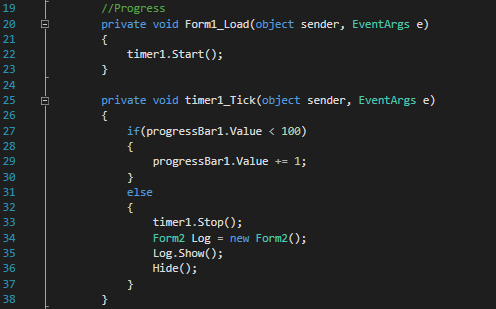 19 //Progress
20 private void Form1_Load(object sender, EventArgs e)
21 {
22 timer1.Start();
23 }
24
25 private void timer1_Tick(object sender, EventArgs e)
26 {
27 if(progressBar1.Value < 100)
28 {
29 progressBar1.Value += 1;
30 }
31 else
32 {
33 timer1.Stop();
34 Form2 Log = new Form2();
35 Log.Show();
36 Hide();
37 }
38 }